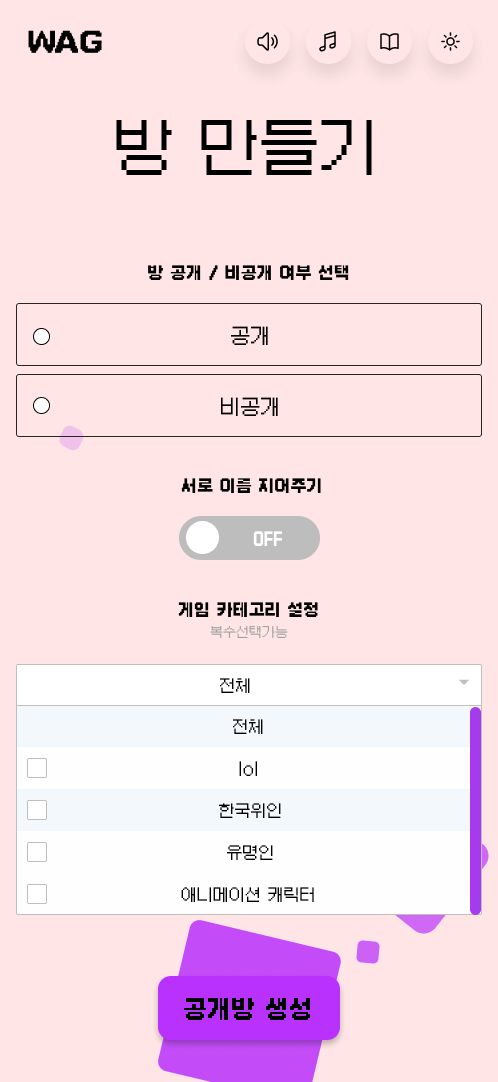 WAG
방 만들기
방 공개 / 비공개 여부 선택
공개
비공개
서로 이름 지어주기
OFF
게임 카테고리 설정
복수선택가능
전체
전체
lol
한국위인
유명인
애니메이션 캐릭터
공개방 생성